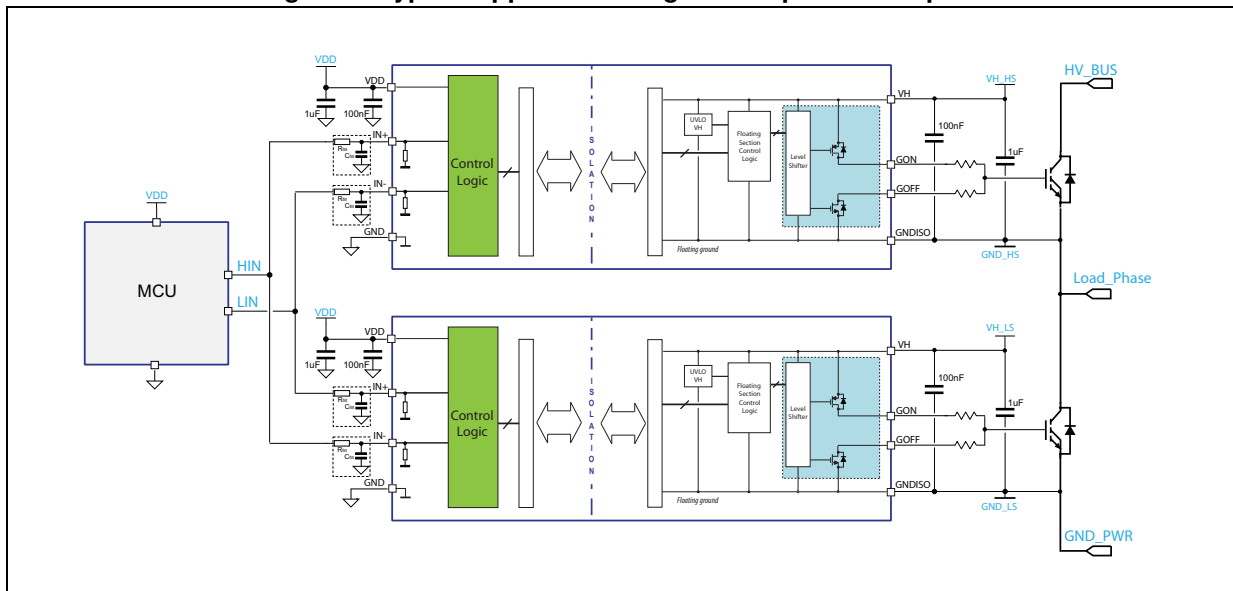 VDD
VDD
1uF
100nF
IN+
IN-
GND
Control
Logic
ISOLATION
UVLO
VH
Floating
Section
Control
Logic
Level
Shifter
Floating ground
VH
GON
GOFF
GNDISO
100nF
VH_HS
1uF
GND_HS
HV_BUS
VDD
MCU
HIN
LIN
Load_Phase
VDD
VDD
1uF
100nF
IN+
IN-
GND
Control
Logic
ISOLATION
UVLO
VH
Floating
Section
Control
Logic
Level
Shifter
Floating ground
VH
GON
GOFF
GNDISO
100nF
VH_LS
1uF
GND_LS
GND_PWR